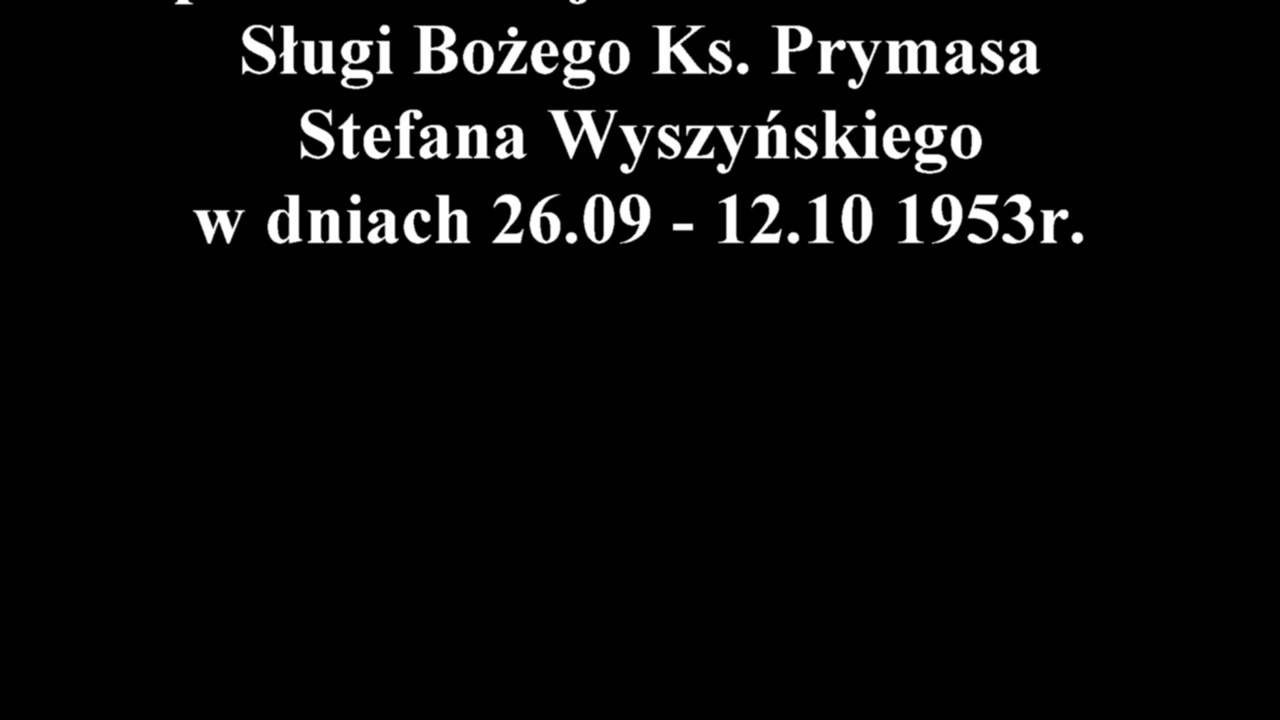 Sługi Bożego Ks. Prymasa
Stefana Wyszyńskiego
w dniach 26.09 - 12.10 1953r.